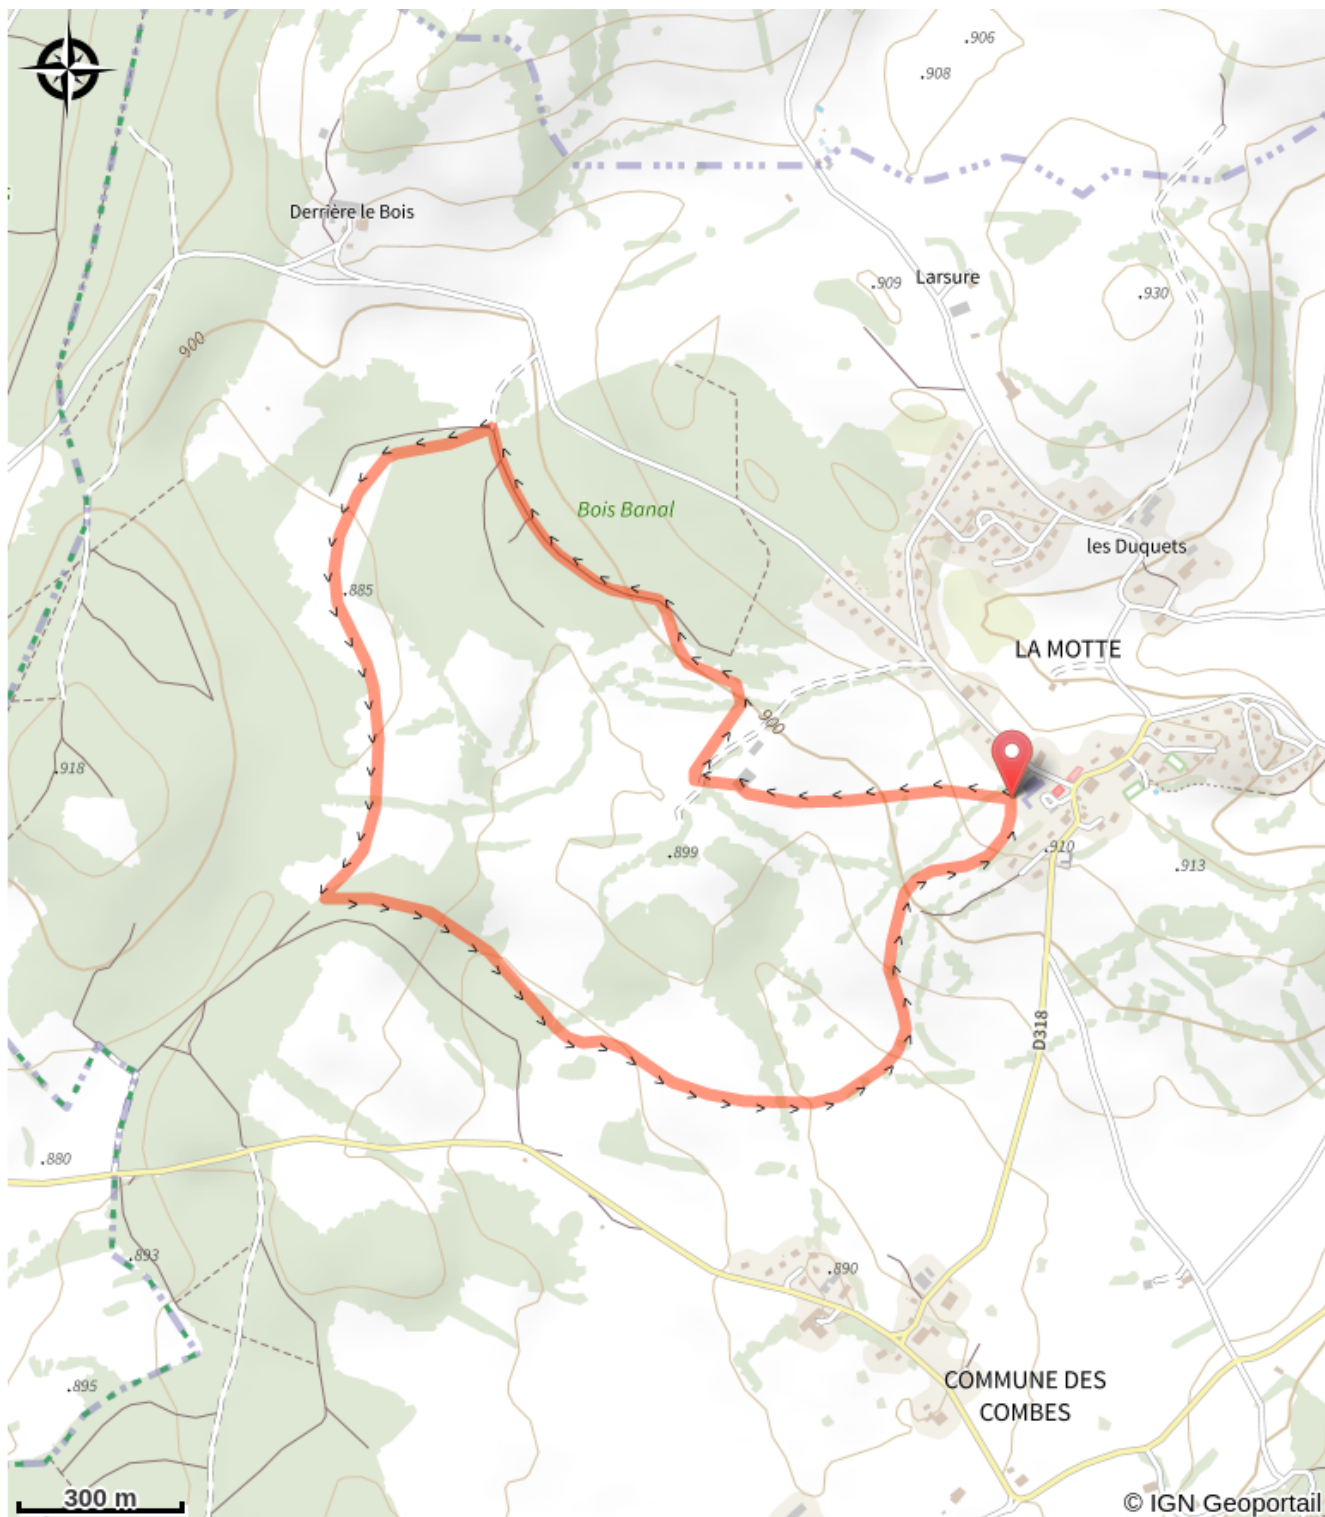 .906
.908
Derrière le Bois
.909
Larsure
.930
900
Bois Banal
les Duquets
.885
LA MOTTE
900
.918
.899
.910
.913
D318
.880
.893
.890
.895
COMMUNE DES
COMBES
300 m
© IGN Geoportail